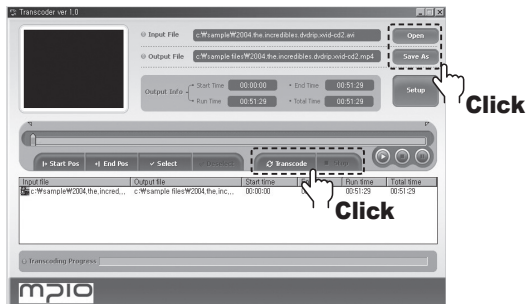 Transcoder ver 1.0
Input File c:₩sample₩2004.the.incredibles.dvdrip.xvid-cd2.avi Open
Output File c:₩sample files₩2004.the.incredibles.dvdrip.xvid-cd2.mp4 Save As
Output Info Start Time 00:00:00 End Time 00:51:29 Setup
Run Time 00:51:29 Total Time 00:51:29
Click
Start Pos End Pos Select Deselect Transcode Stop
Input file Output file Start time Run time Total time
c:₩sample₩2004,the,incred,,, c:₩sample files₩2004,the,inc,,, 00:00:00 00:51:29 00:51:29
Click
Transcoding Progress
mpio